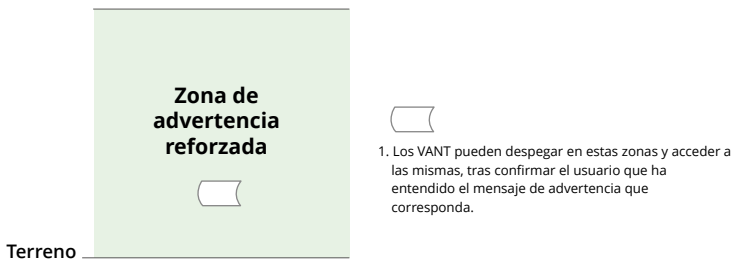 Zona de
advertencia
reforzada
Terreno
1. Los VANT pueden despegar en estas zonas y acceder a
las mismas, tras confirmar el usuario que ha
entendido el mensaje de advertencia que
corresponda.